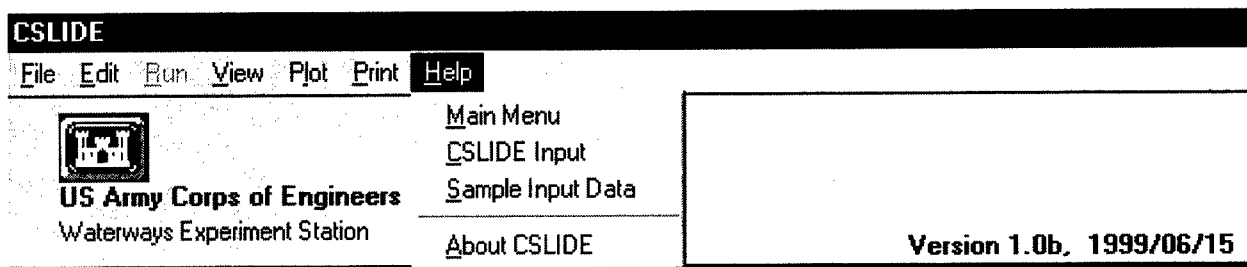 CSLIDE
File Edit Run View Plot Print Help
Main Menu
CSLIDE Input
Sample Input Data
About CSLIDE
US Army Corps of Engineers
Waterways Experiment Station
Version 1.0b, 1999/06/15